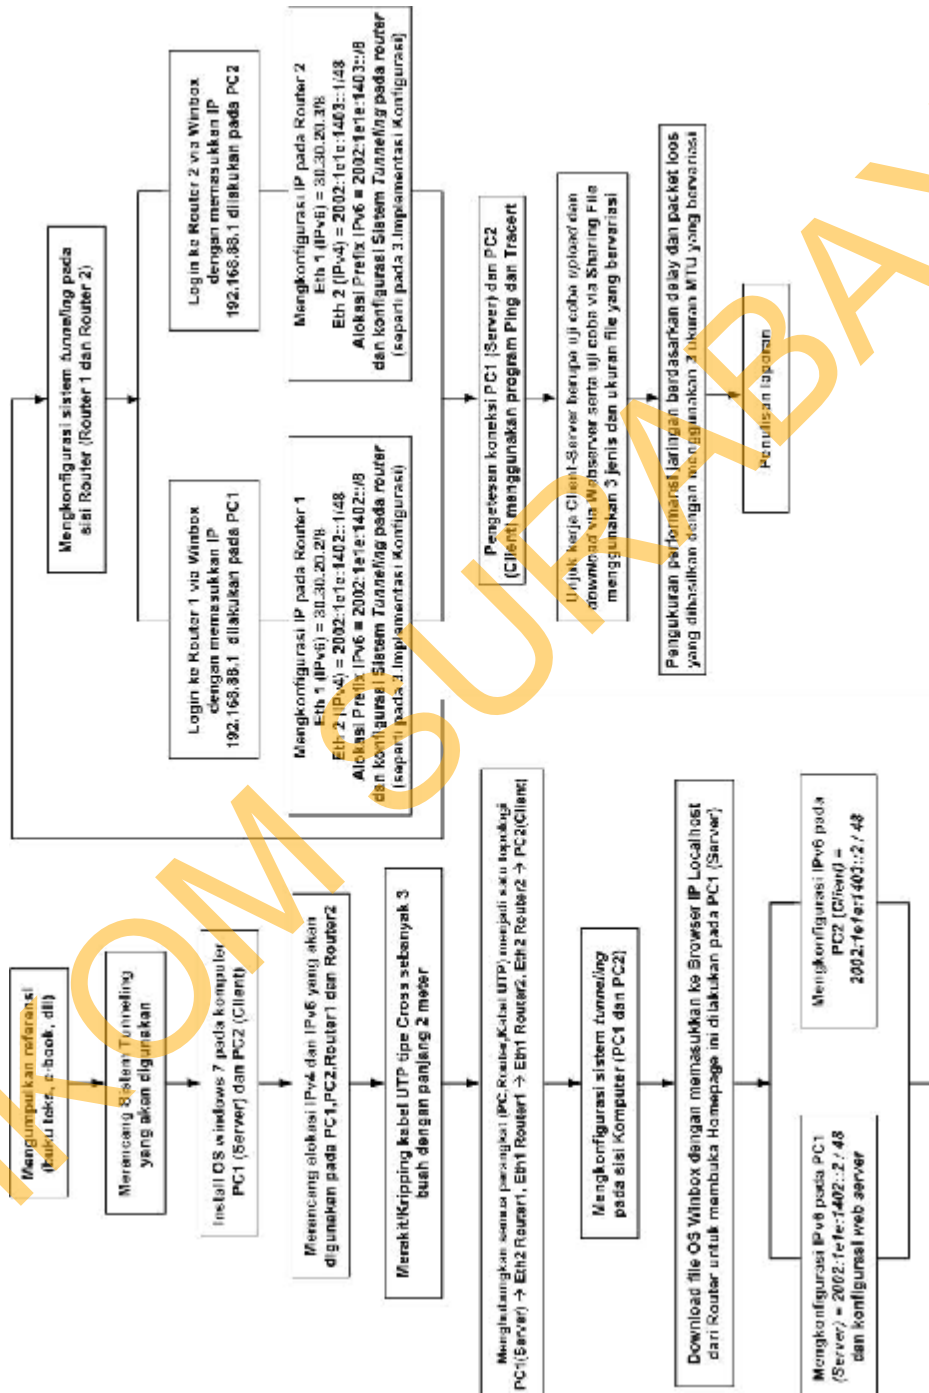 Mengumpulkan referensi
(buku teks, e-book, dll)
Merancang Sistem Tunneling
yang akan digunakan
Install OS windows 7 pada komputer
PC1 (Server) dan PC2 (Client)
Merancang alokasi IPv4 dan IPv6 yang akan
digunakan pada PC1,PC2,Router1 dan Router2
Merakit/Kripping kabel UTP tipe Cross sebanyak 3
buah dengan panjang 2 meter
Menghubungkan semua perangkat (PC,Router,Kabel UTP) menjadi satu topologi
PC1(Server) → Eth2 Router1, Eth1 Router1 → Eth1 Router2, Eth2 Router2 → PC2(Client)
Mengkonfigurasi sistem tunneling
pada sisi Komputer (PC1 dan PC2)
Download file OS Winbox dengan memasukkan ke Browser IP Localhost
dari Router untuk membuka Homepage ini dilakukan pada PC1 (Server)
Mengkonfigurasi IPv6 pada PC1
(Server) = 2002:1e1e:1402::2 / 48
dan konfigurasi web server
Mengkonfigurasi IPv6 pada
PC2 (Client) =
2002:1e1e:1403::2 / 48
Mengkonfigurasi sistem tunneling pada
sisi Router (Router 1 dan Router 2)
Login ke Router 1 via Winbox
dengan memasukkan IP
192.168.88.1 dilakukan pada PC1
Login ke Router 2 via Winbox
dengan memasukkan IP
192.168.88.1 dilakukan pada PC2
Mengkonfigurasi IP pada Router 1
Eth 1 (IPv6) = 30.30.20.2/8
Eth 2 (IPv4) = 2002:1e1e:1402::1/48
Alokasi Prefix IPv6 = 2002:1e1e:1402::/8
dan konfigurasi Sistem Tunneling pada router
(seperti pada 3.Implementasi Konfigurasi)
Mengkonfigurasi IP pada Router 2
Eth 1 (IPv6) = 30.30.20.3/8
Eth 2 (IPv4) = 2002:1e1e:1403::1/48
Alokasi Prefix IPv6 = 2002:1e1e:1403::/8
dan konfigurasi Sistem Tunneling pada router
(seperti pada 3.Implementasi Konfigurasi)
Pengetesan koneksi PC1 (Server) dan PC2
(Client) menggunakan program Ping dan Tracert
Unjuk kerja Client-Server berupa uji coba upload dan
download via Webserver serta uji coba via Sharing File
menggunakan 3 jenis dan ukuran file yang bervariasi
Pengukuran performansi jaringan berdasarkan delay dan packet loos
yang dihasilkan dengan menggunakan 3 ukuran MTU yang bervariasi
Penulisan laporan
KOM SURABAY